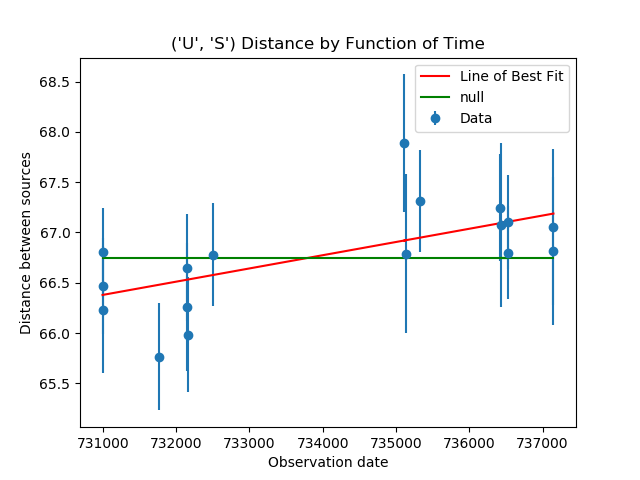 ('U', 'S') Distance by Function of Time
Line of Best Fit
null
Data
Distance between sources
68.5
68.0
67.5
67.0
66.5
66.0
65.5
731000 732000 733000 734000 735000 736000 737000
Observation date